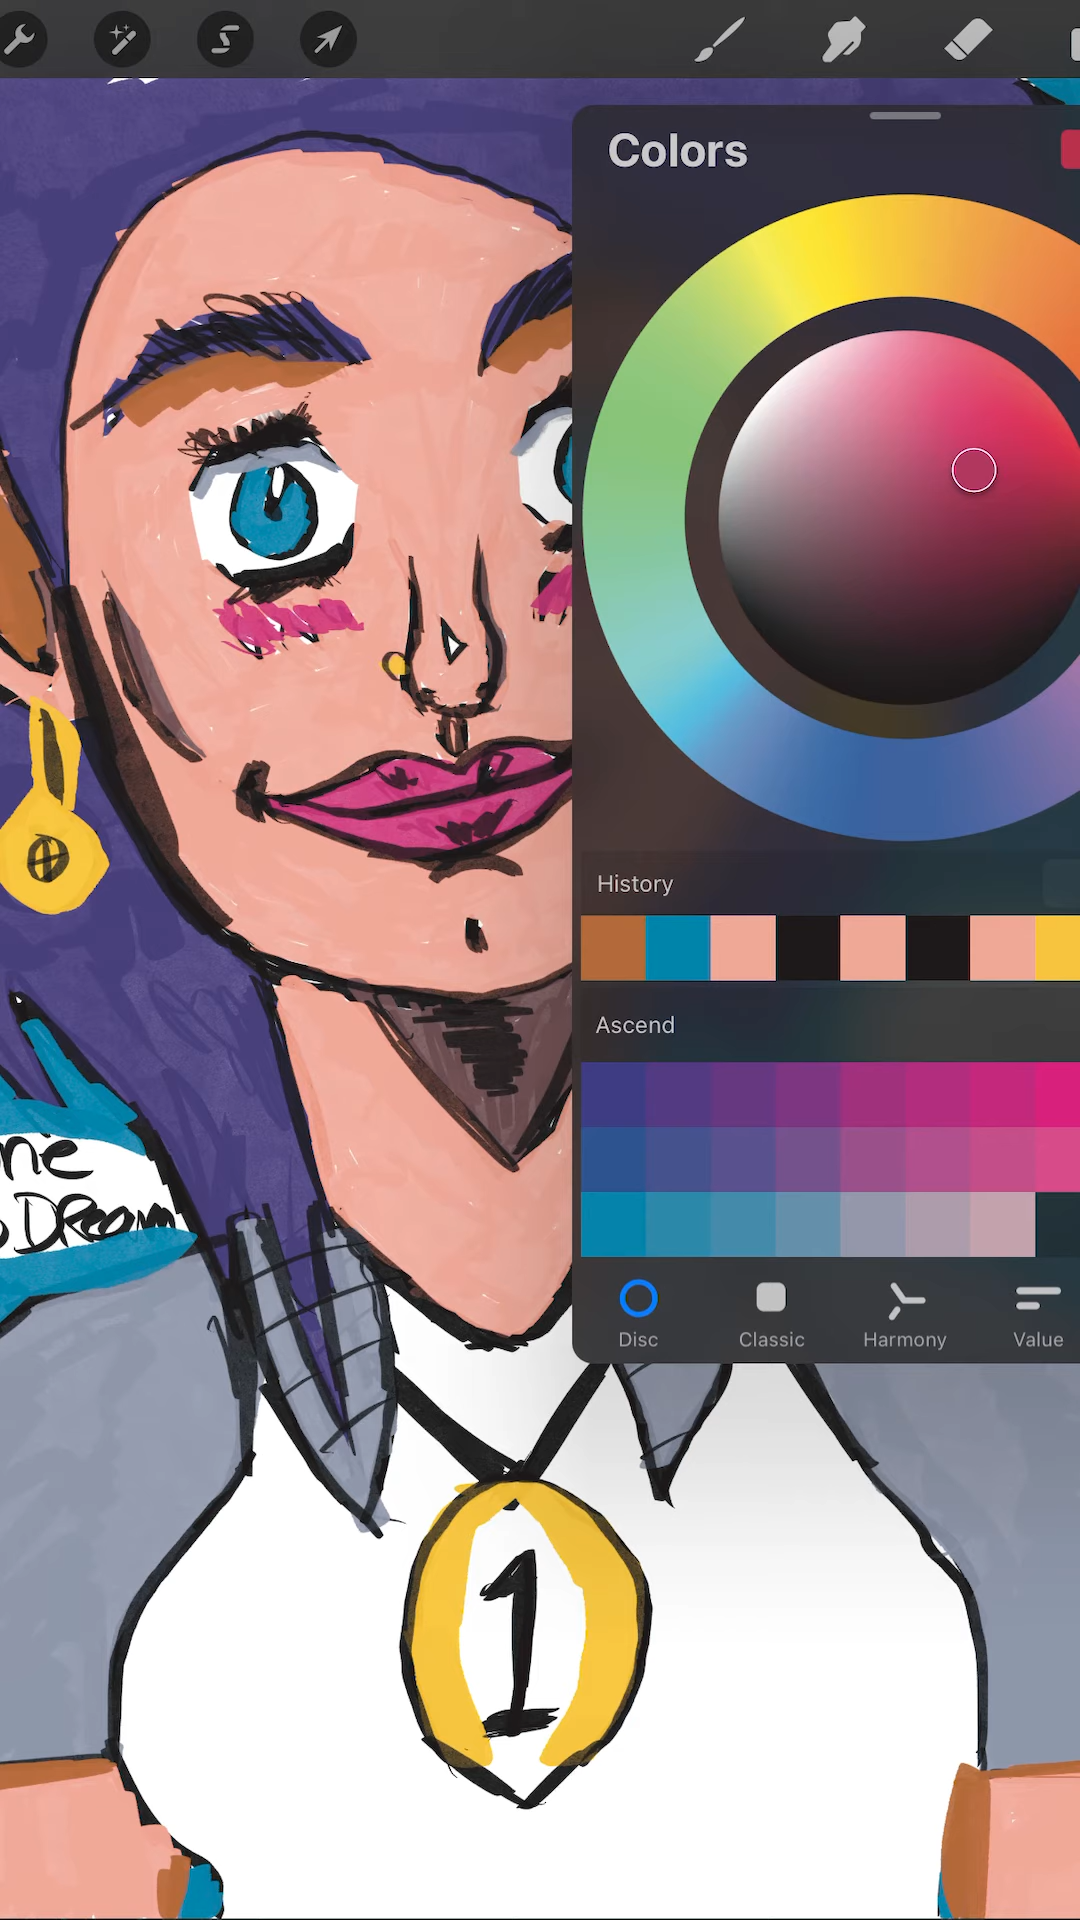 Colors
History
Ascend
Disc
Classic
Harmony
Value
ne
Dream
1